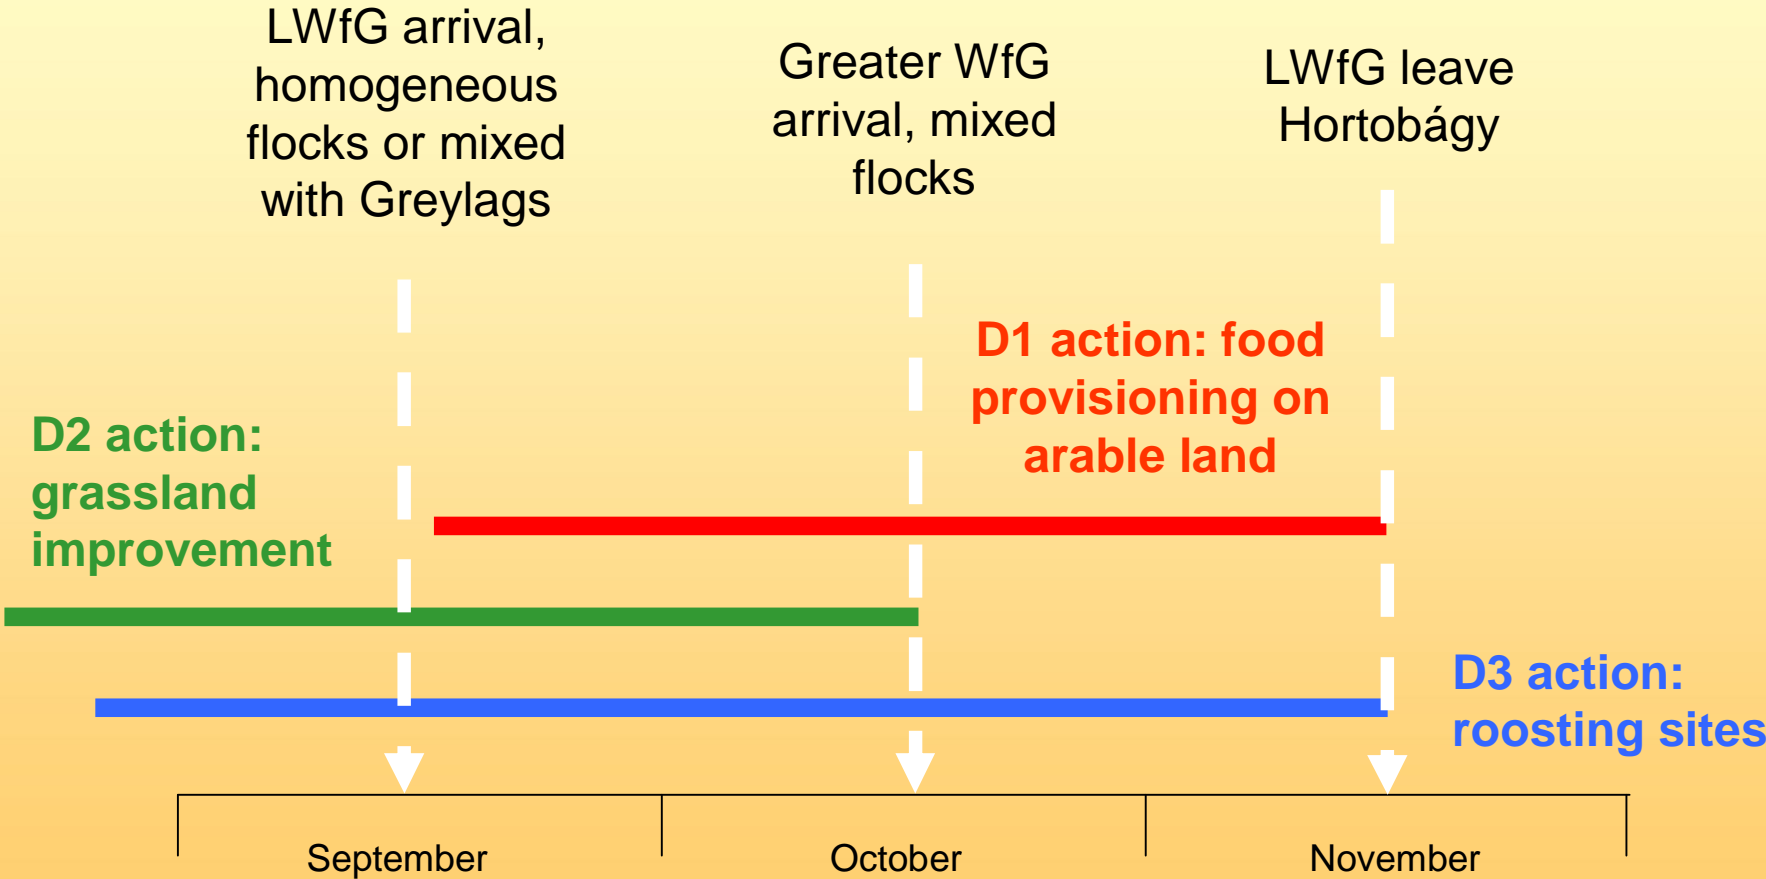 LWfG arrival,
homogeneous
flocks or mixed
with Greylags
Greater WfG
arrival, mixed
flocks
LWfG leave
Hortobágy
D1 action: food
provisioning on
arable land
D2 action:
grassland
improvement
D3 action:
roosting sites
September
October
November